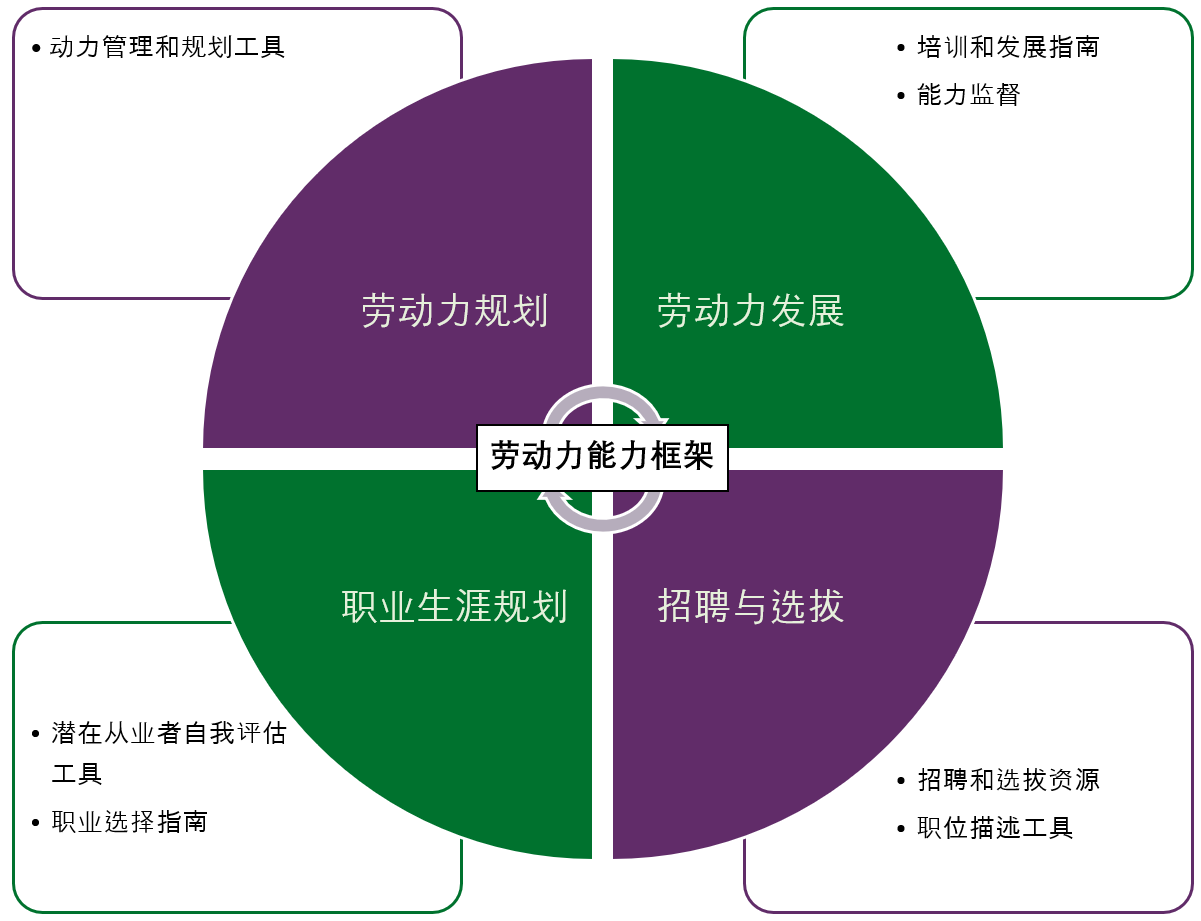 • 动力管理和规划工具
• 培训和发展指南
• 能力监督
劳动力规划
劳动力发展
劳动力能力框架
职业生涯规划
招聘与选拔
• 潜在从业者自我评估
工具
• 职业选择指南
• 招聘和选拔资源
• 职位描述工具